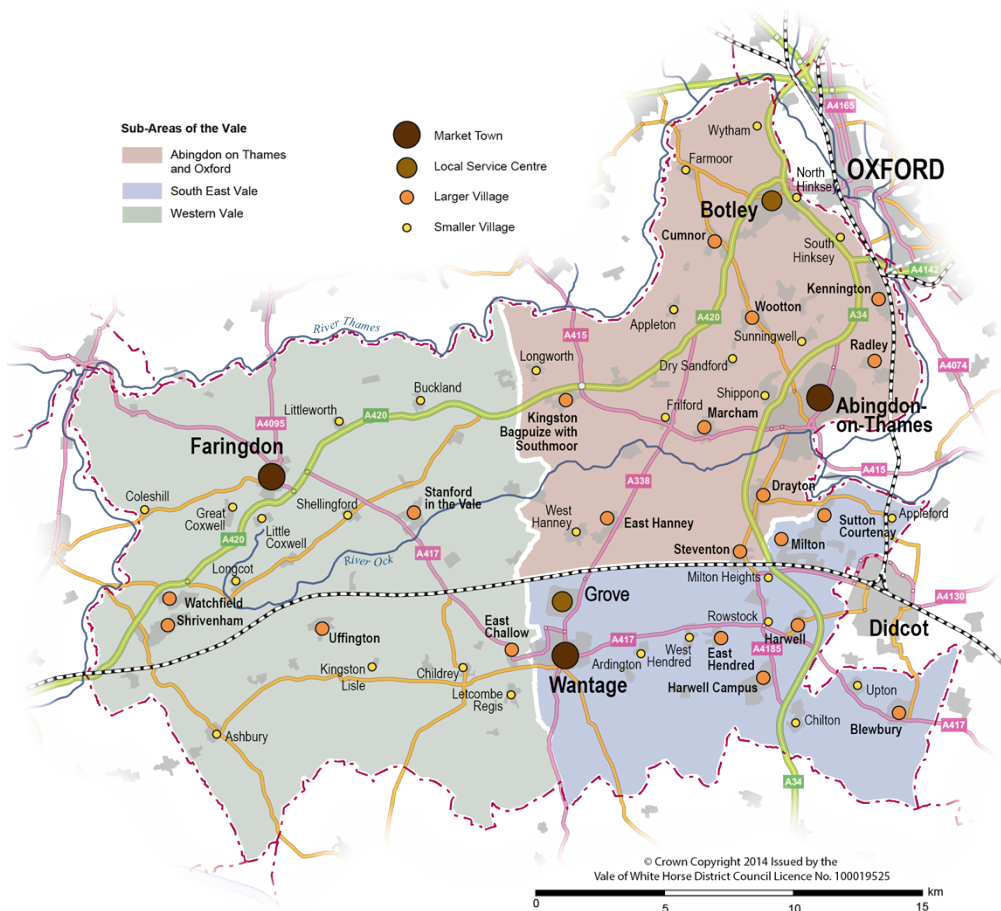 Sub-Areas of the Vale
Abingdon on Thames
and Oxford
South East Vale
Western Vale
Market Town
Local Service Centre
Larger Village
Smaller Village
A4165
Wytham
Farmoor
North
Hinksey
OXFORD
Botley
Cumnor
South
Hinksey
A4142
Kennington
A34
River Thames
A415
Appleton
A420
Wootton
Sunningwell
Radley
A4074
Longworth
Dry Sandford
Buckland
Shippon
Littleworth
A420
A4095
Kingston
Bagpuize with
Southmoor
Frilford
Marcham
Abingdon-
on-Thames
Faringdon
A415
A338
Drayton
Coleshill
Great
Coxwell
Little
Coxwell
Shellingford
Stanford
in the Vale
West
Hanney
East Hanney
Sutton
Courtenay
Appleford
A420
Longcot
River Ock
A417
Steventon
Milton
Milton Heights
Watchfield
Shrivenham
Uffington
East
Challow
Grove
Rowstock
A4130
A417
West
Hendred
East
Hendred
Harwell
Didcot
A4185
Kingston
Lisle
Childrey
Ardington
Wantage
Harwell Campus
Letcombe
Regis
Upton
Blewbury
Chilton
A417
Ashbury
A34
© Crown Copyright 2014 Issued by the
Vale of White Horse District Council Licence No. 100019525
km
0
5
10
15